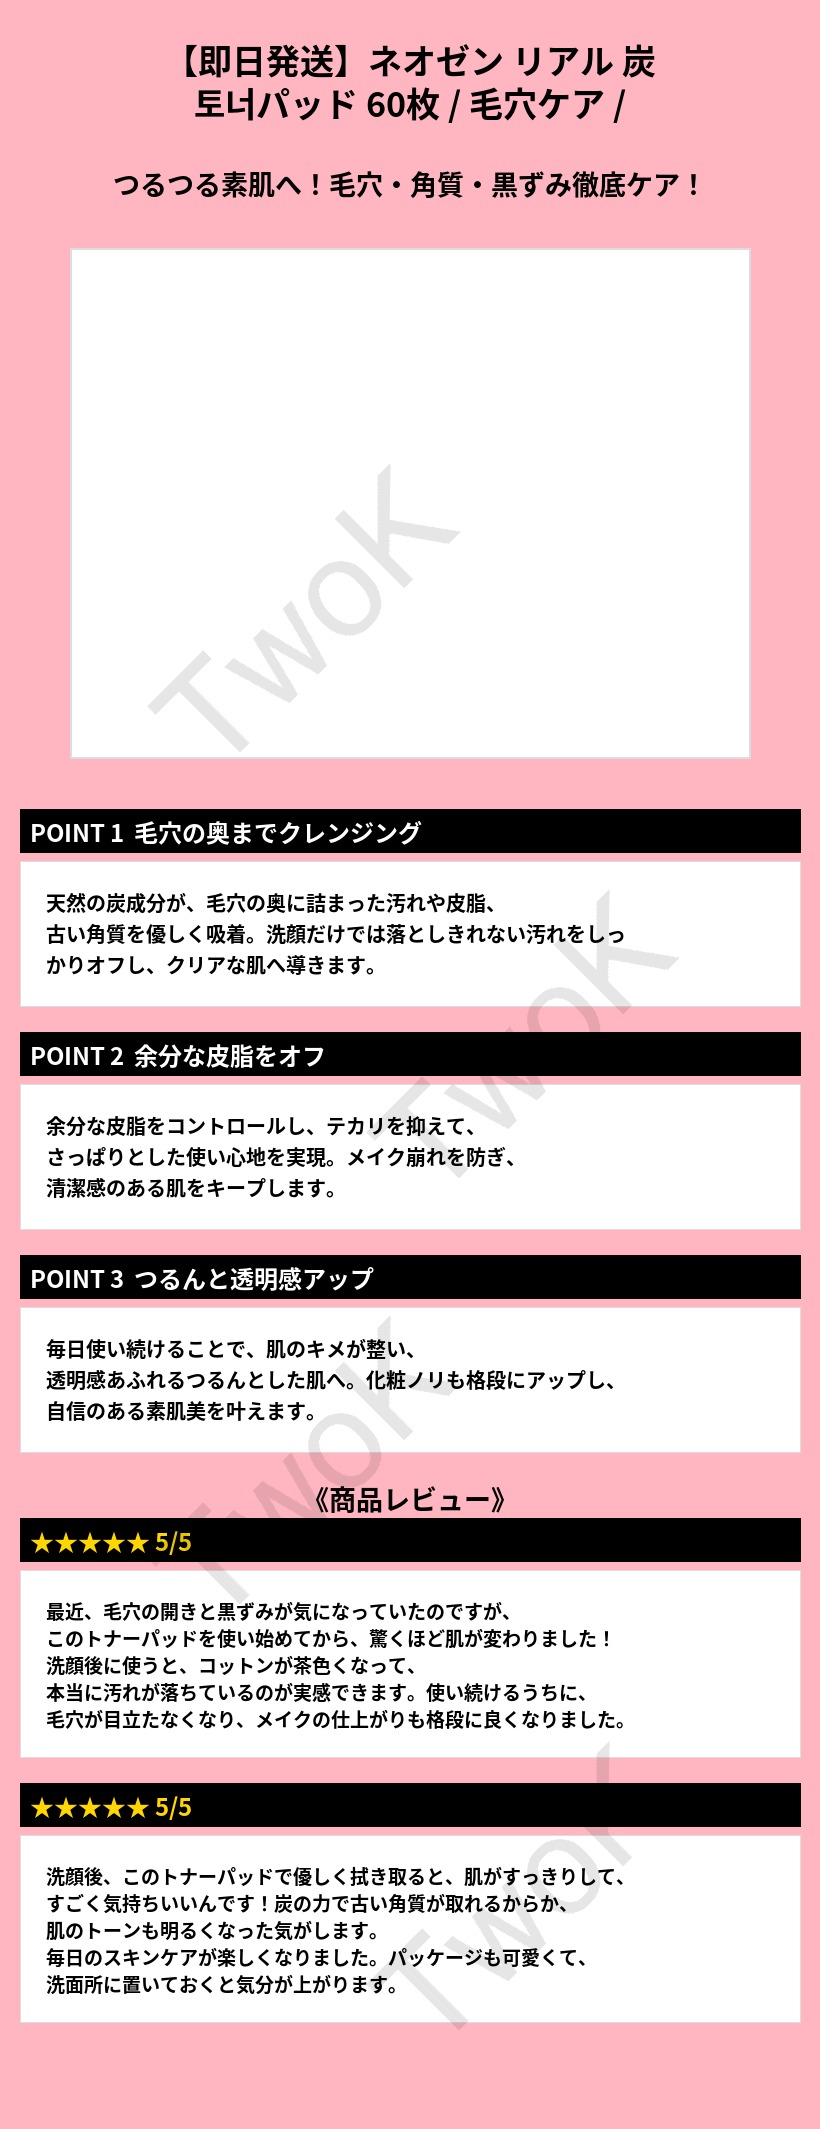 【即日発送】ネオゼン リアル 炭
토너パッド 60枚 / 毛穴ケア /
つるつる素肌へ！毛穴・角質・黒ずみ徹底ケア！
TwoK
POINT 1 毛穴の奥までクレンジング
天然の炭成分が、毛穴の奥に詰まった汚れや皮脂、
古い角質を優しく吸着。洗顔だけでは落としきれない汚れをしっ
かりオフし、クリアな肌へ導きます。
TwoK
POINT 2 余分な皮脂をオフ
余分な皮脂をコントロールし、テカリを抑えて、
さっぱりとした使い心地を実現。メイク崩れを防ぎ、
清潔感のある肌をキープします。
POINT 3 つるんと透明感アップ
毎日使い続けることで、肌のキメが整い、
透明感あふれるつるんとした肌へ。化粧ノリも格段にアップし、
自信のある素肌美を叶えます。
TwoK
《商品レビュー》
★★★★★ 5/5
最近、毛穴の開きと黒ずみが気になっていたのですが、
このトナーパッドを使い始めてから、驚くほど肌が変わりました！
洗顔後に使うと、コットンが茶色くなって、
本当に汚れが落ちているのが実感できます。使い続けるうちに、
毛穴が目立たなくなり、メイクの仕上がりも格段に良くなりました。
★★★★★ 5/5
洗顔後、このトナーパッドで優しく拭き取ると、肌がすっきりして、
すごく気持ちいいんです！炭の力で古い角質が取れるからか、
肌のトーンも明るくなった気がします。
毎日のスキンケアが楽しくなりました。パッケージも可愛くて、
洗面所に置いておくと気分が上がります。
TwoK